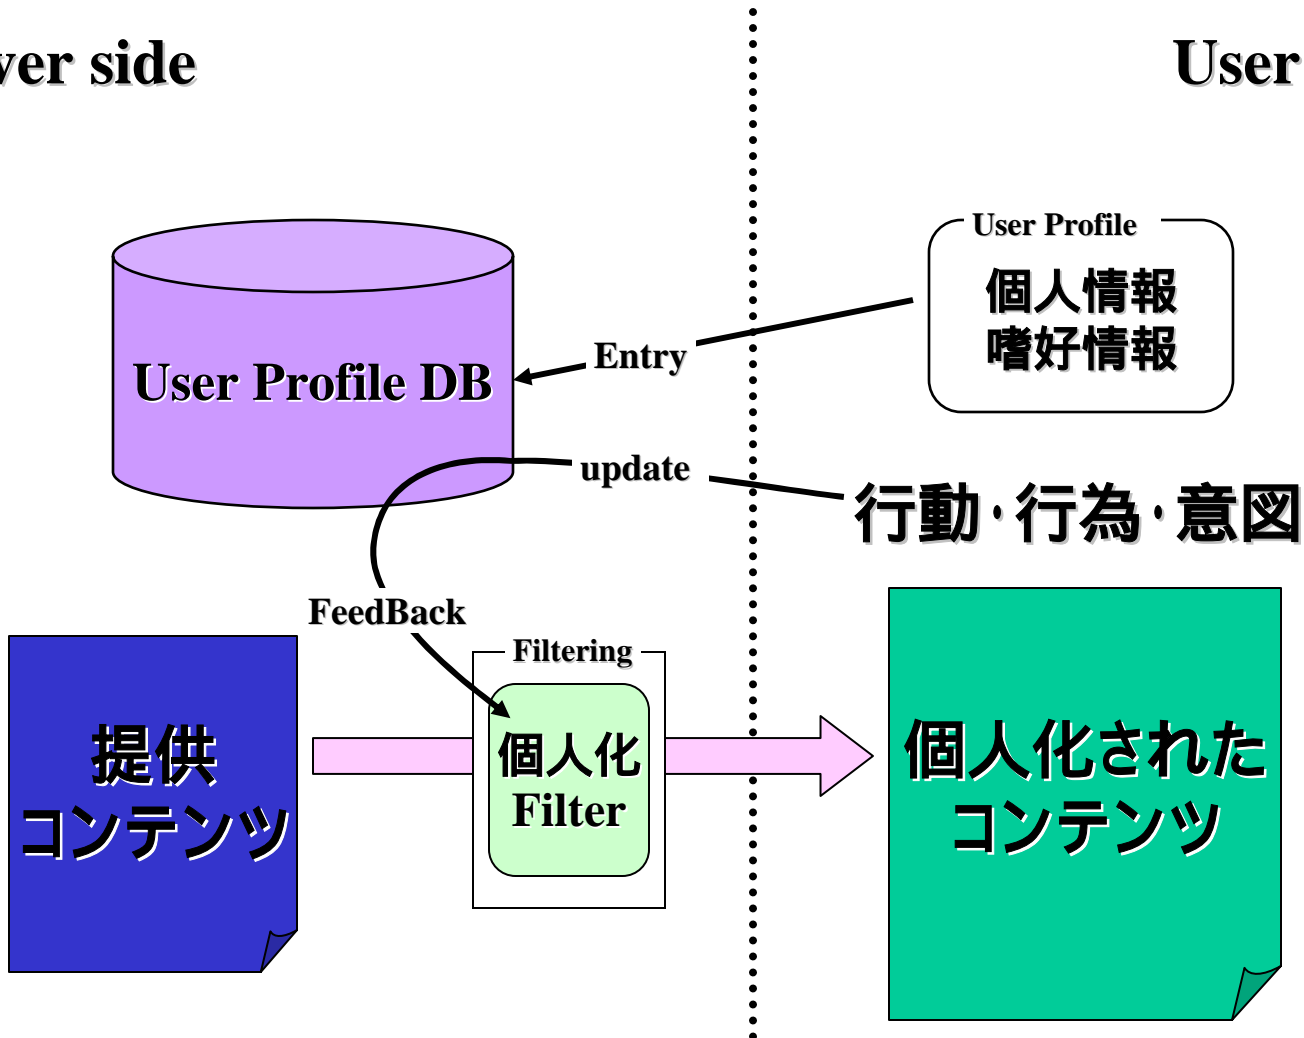 ver side
User
User Profile
個人情報
嗜好情報
User Profile DB
Entry
update
行動・行為・意図
FeedBack
Filtering
個人化
Filter
提供
コンテンツ
個人化された
コンテンツ